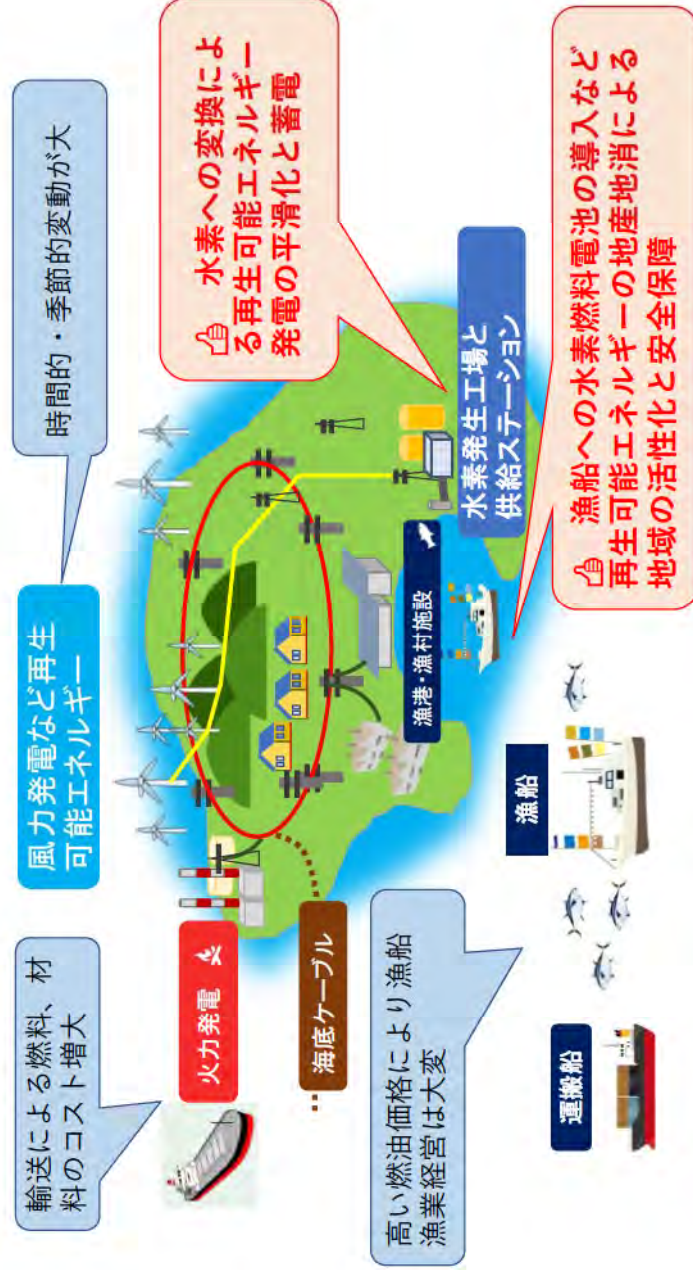 輸送による燃料、材
料のコスト増大
風力発電など再生
可能エネルギー
時間的・季節的変動が大
火力発電
海底ケーブル
👍 水素への変換によ
る再生可能エネルギー
発電の平滑化と蓄電
水素発生工場と
供給ステーション
漁港・漁村施設
高い燃油価格により漁船
漁業経営は大変
運搬船
漁船
👍 漁船への水素燃料電池の導入など
再生可能エネルギーの地産地消による
地域の活性化と安全保障